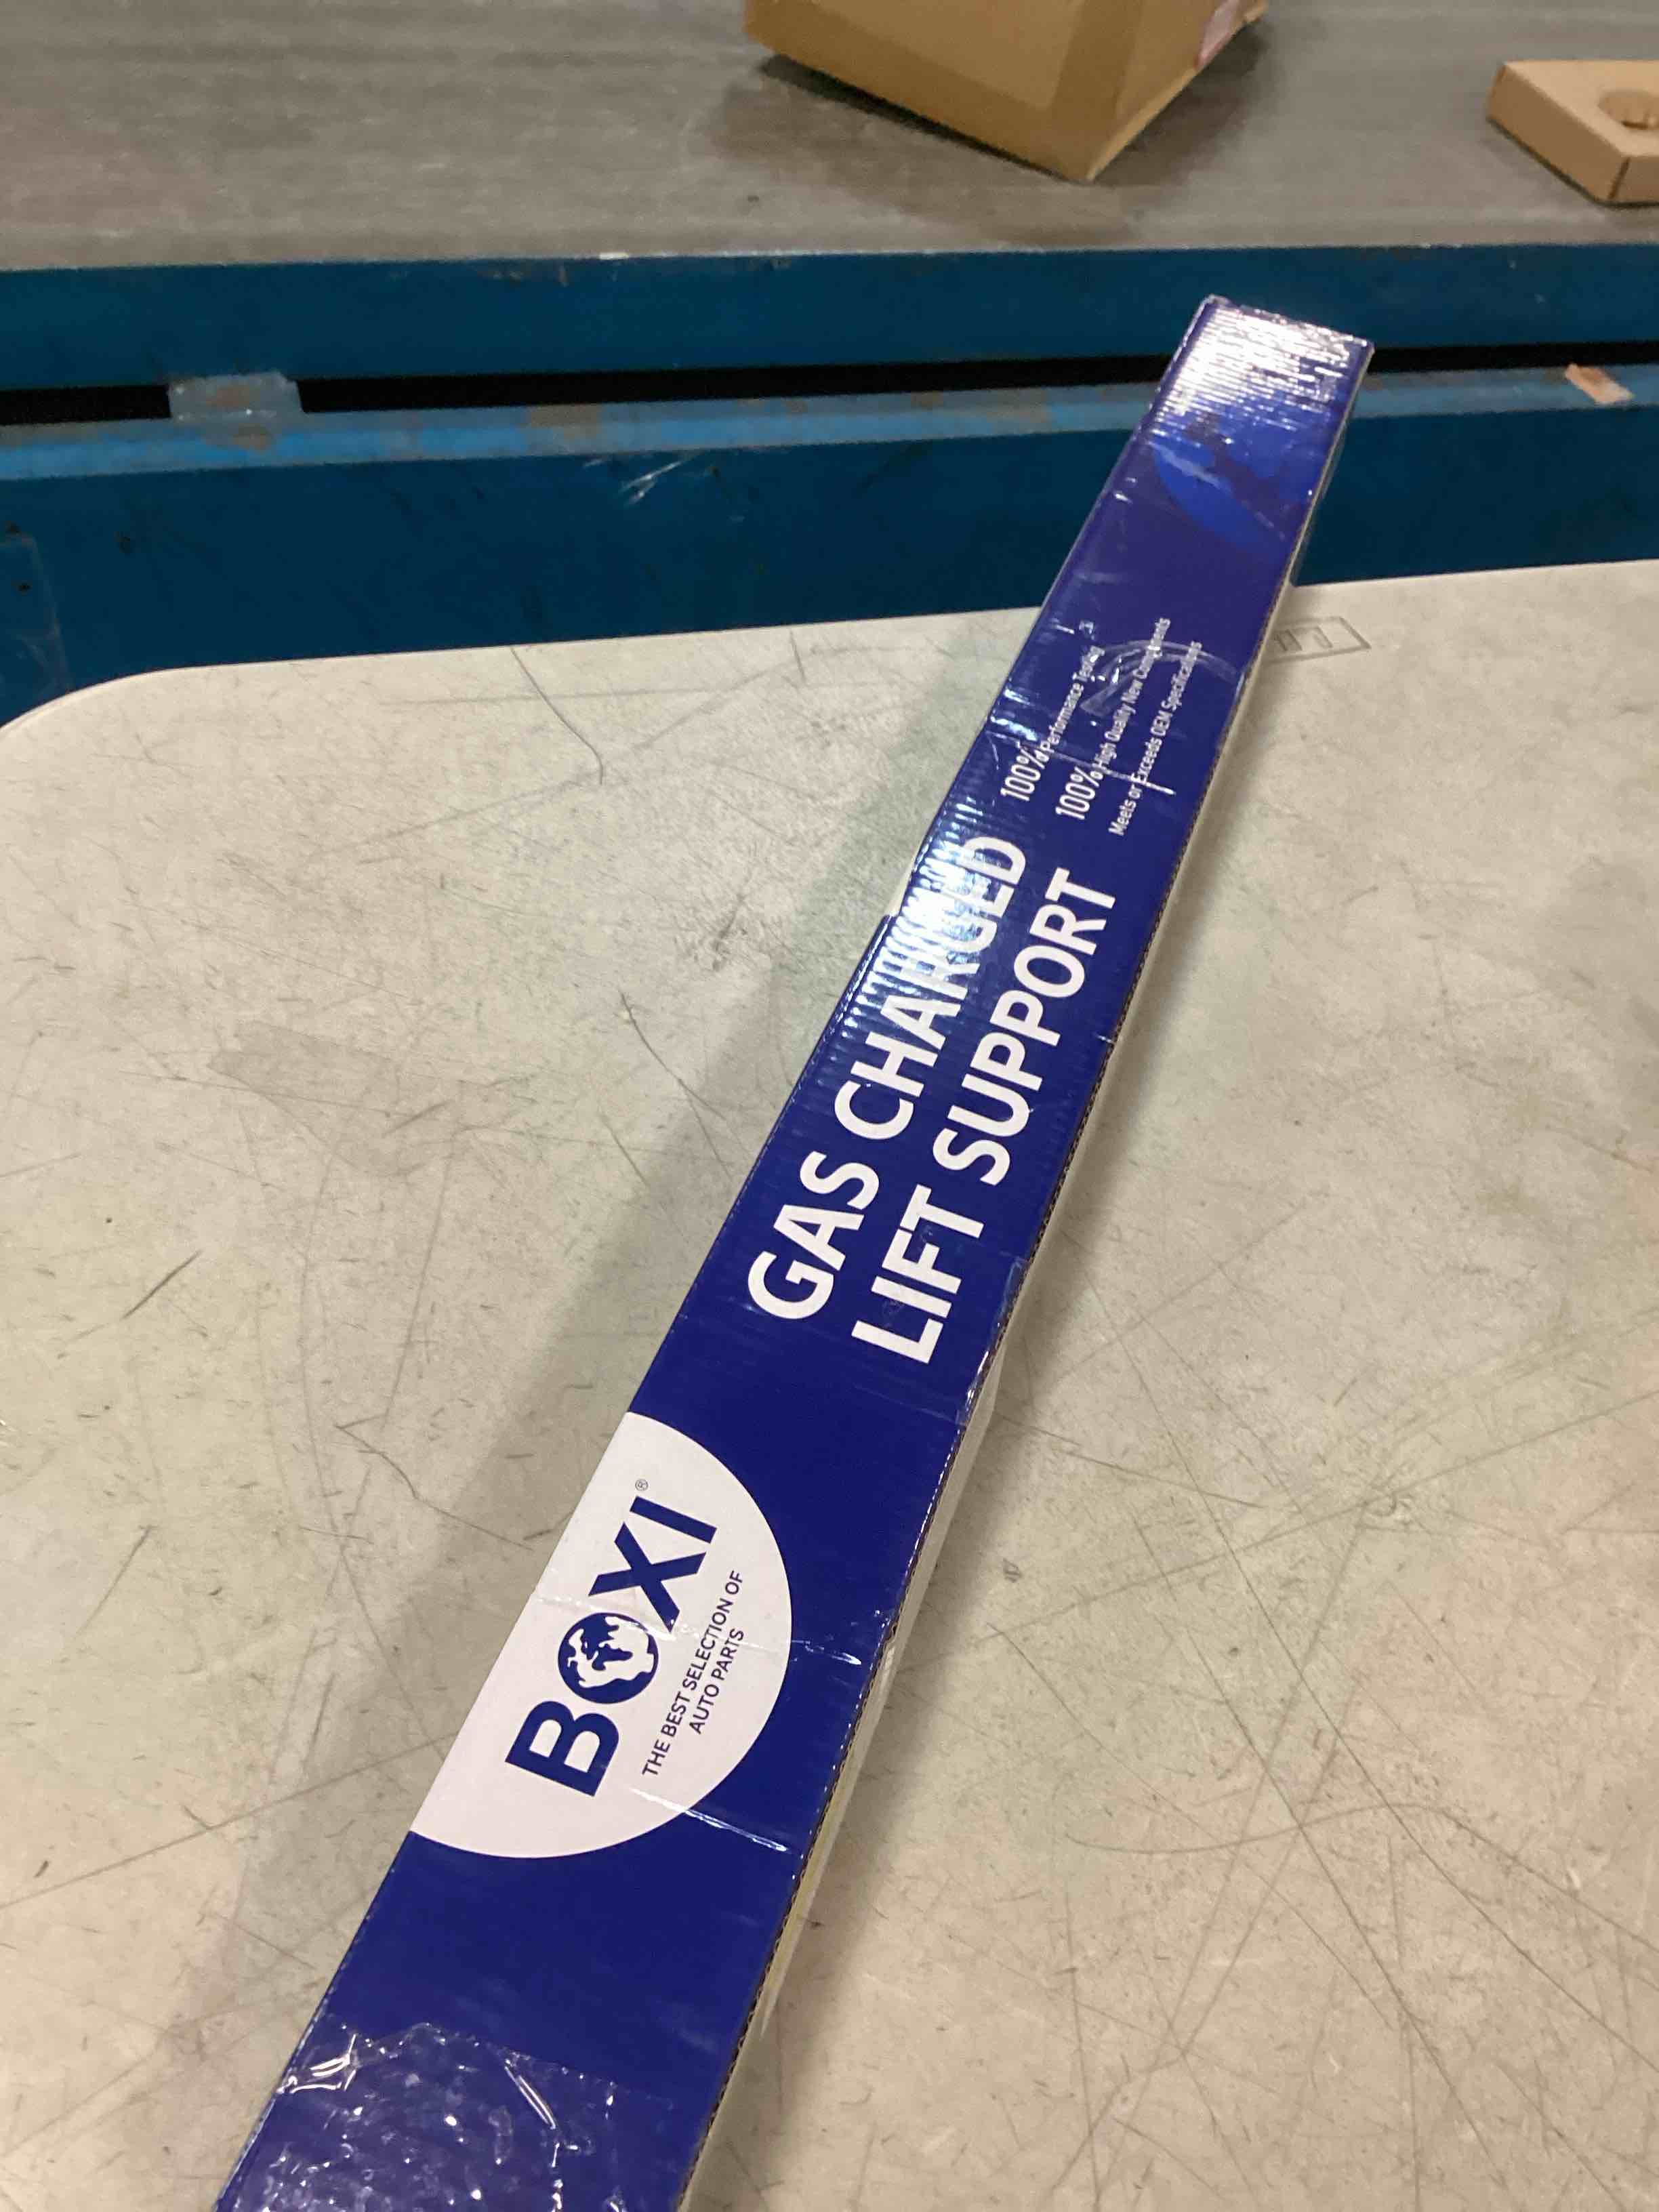 BOXI®
THE BEST SELECTION OF
AUTO PARTS
GAS CHARGED
LIFT SUPPORT
100% Performance Testing
100% High Quality New Components
Meets or Exceeds OEM Specifications